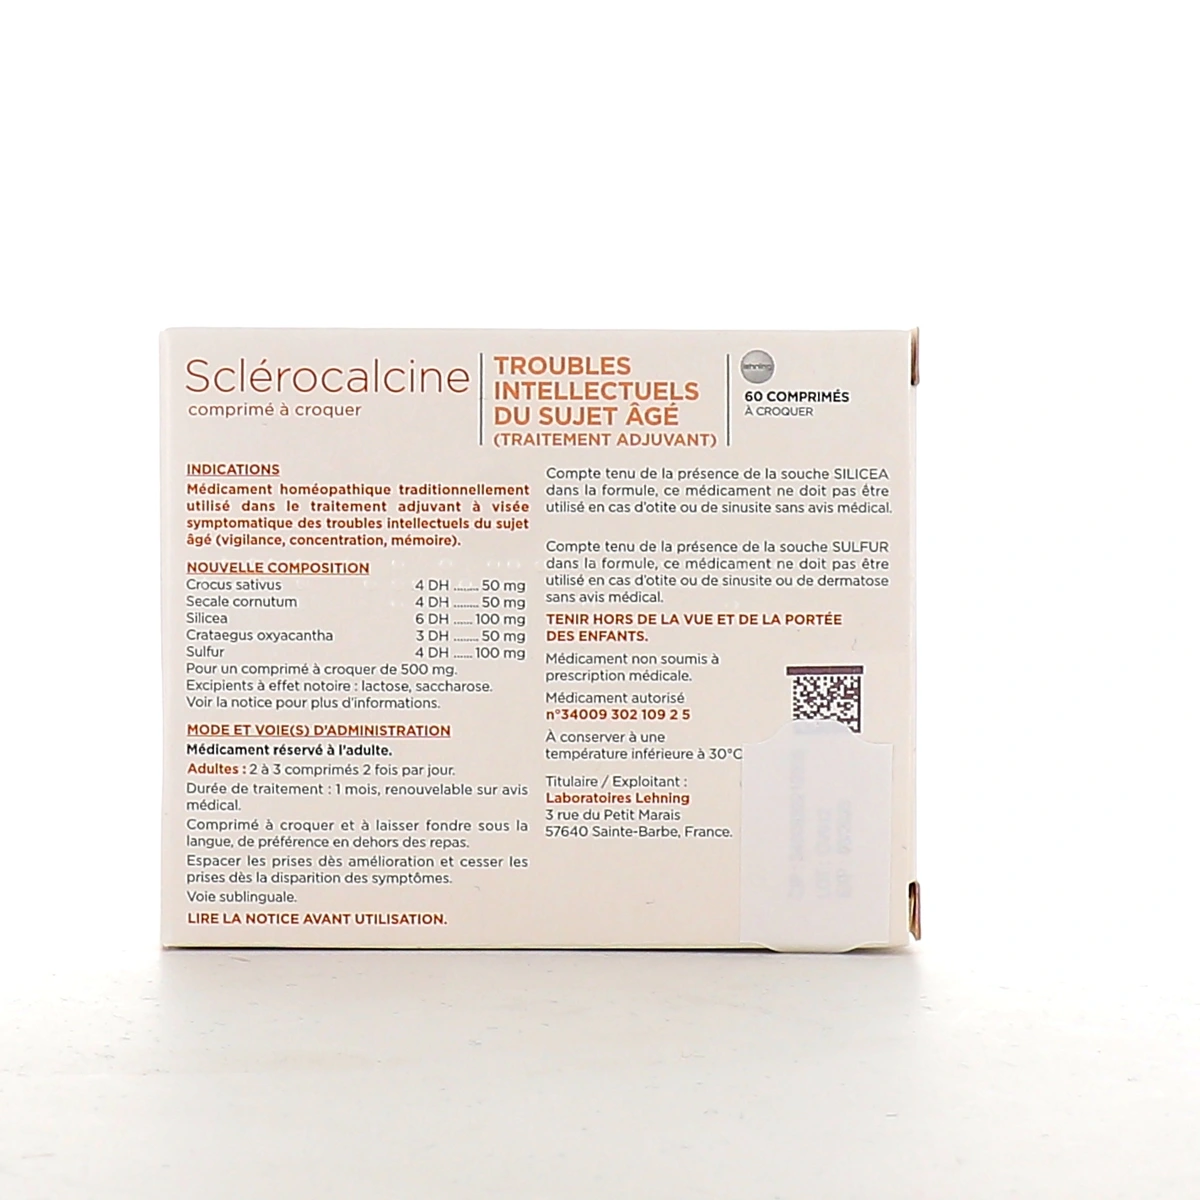 Sclérocalcine
comprimé à croquer
TROUBLES
INTELLECTUELS
DU SUJET ÂGÉ
(TRAITEMENT ADJUVANT)
lehning
60 COMPRIMÉS
À CROQUER
INDICATIONS
Médicament homéopathique traditionnellement
utilisé dans le traitement adjuvant à visée
symptomatique des troubles intellectuels du sujet
âgé (vigilance, concentration, mémoire).
NOUVELLE COMPOSITION
Crocus sativus 4 DH ........ 50 mg
Secale cornutum 4 DH ........ 50 mg
Silicea 6 DH ...... 100 mg
Crataegus oxyacantha 3 DH ........ 50 mg
Sulfur 4 DH ...... 100 mg
Pour un comprimé à croquer de 500 mg.
Excipients à effet notoire : lactose, saccharose.
Voir la notice pour plus d'informations.
MODE ET VOIE(S) D'ADMINISTRATION
Médicament réservé à l'adulte.
Adultes : 2 à 3 comprimés 2 fois par jour.
Durée de traitement : 1 mois, renouvelable sur avis
médical.
Comprimé à croquer et à laisser fondre sous la
langue, de préférence en dehors des repas.
Espacer les prises dès amélioration et cesser les
prises dès la disparition des symptômes.
Voie sublinguale.
LIRE LA NOTICE AVANT UTILISATION.
Compte tenu de la présence de la souche SILICEA
dans la formule, ce médicament ne doit pas être
utilisé en cas d'otite ou de sinusite sans avis médical.
Compte tenu de la présence de la souche SULFUR
dans la formule, ce médicament ne doit pas être
utilisé en cas d'otite ou de sinusite ou de dermatose
sans avis médical.
TENIR HORS DE LA VUE ET DE LA PORTÉE
DES ENFANTS.
Médicament non soumis à
prescription médicale.
Médicament autorisé
n°34009 302 109 2 5
À conserver à une
température inférieure à 30°C
Titulaire / Exploitant :
Laboratoires Lehning
3 rue du Petit Marais
57640 Sainte-Barbe, France.